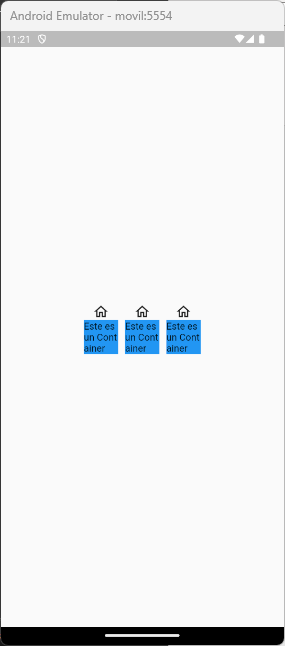 Android Emulator - movil:5554
11:21
Este es Este es Este es
un Cont un Cont un Cont
ainer ainer ainer